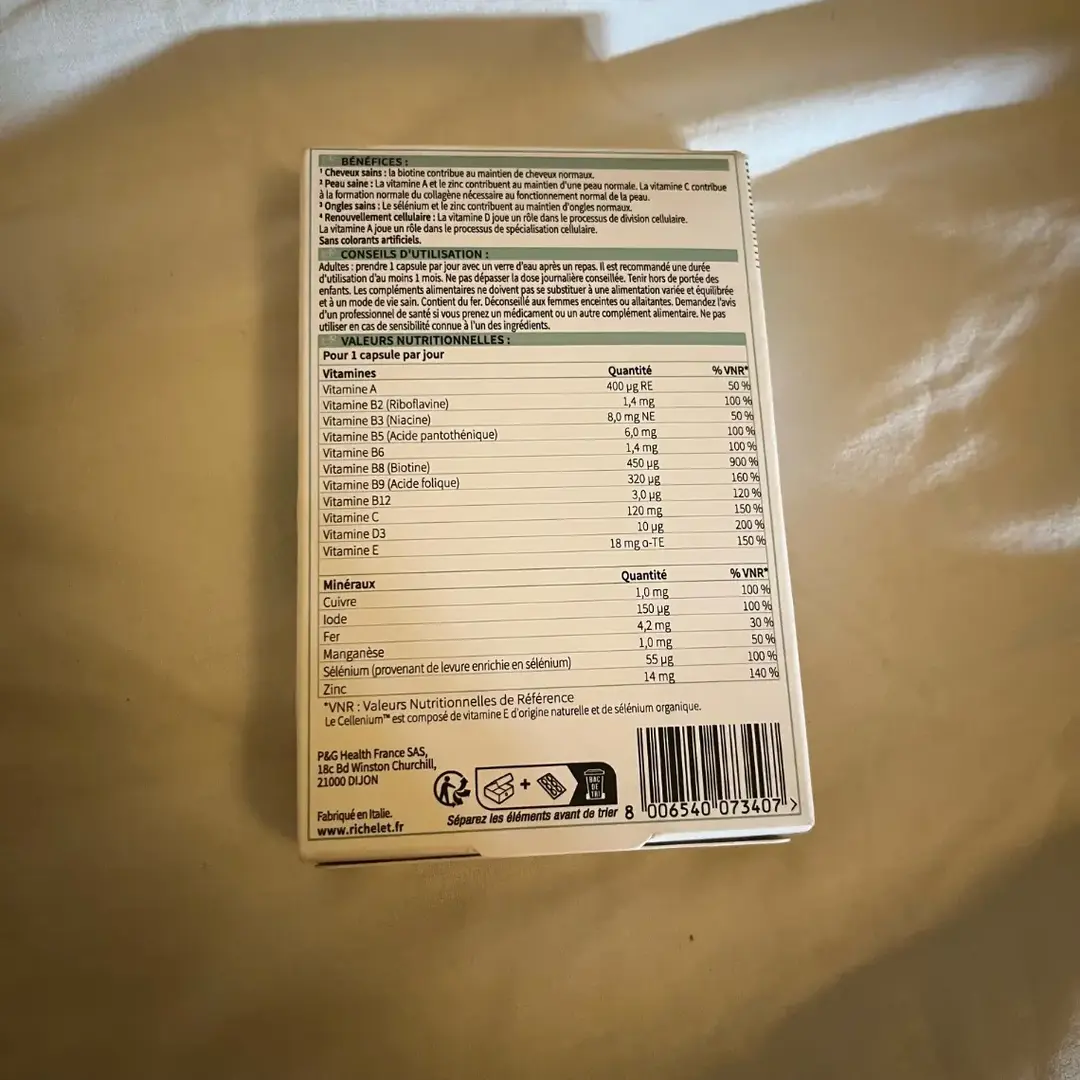 BÉNÉFICES :
¹ Cheveux sains : la biotine contribue au maintien de cheveux normaux.
² Peau saine : La vitamine A et le zinc contribuent au maintien d'une peau normale. La vitamine C contribue
à la formation normale du collagène nécessaire au fonctionnement normal de la peau.
³ Ongles sains : Le sélénium et le zinc contribuent au maintien d'ongles normaux.
⁴ Renouvellement cellulaire : La vitamine D joue un rôle dans le processus de division cellulaire.
La vitamine A joue un rôle dans le processus de spécialisation cellulaire.
Sans colorants artificiels.
CONSEILS D'UTILISATION :
Adultes : prendre 1 capsule par jour avec un verre d'eau après un repas. Il est recommandé une durée
d'utilisation d'au moins 1 mois. Ne pas dépasser la dose journalière conseillée. Tenir hors de portée des
enfants. Les compléments alimentaires ne doivent pas se substituer à une alimentation variée et équilibrée
et à un mode de vie sain. Contient du fer. Déconseillé aux femmes enceintes ou allaitantes. Demandez l'avis
d'un professionnel de santé si vous prenez un médicament ou un autre complément alimentaire. Ne pas
utiliser en cas de sensibilité connue à l'un des ingrédients.
VALEURS NUTRITIONNELLES :
Pour 1 capsule par jour
Vitamines Quantité % VNR*
Vitamine A 400 µg RE 50 %
Vitamine B2 (Riboflavine) 1,4 mg 100 %
Vitamine B3 (Niacine) 8,0 mg NE 50 %
Vitamine B5 (Acide pantothénique) 6,0 mg 100 %
Vitamine B6 1,4 mg 100 %
Vitamine B8 (Biotine) 450 µg 900 %
Vitamine B9 (Acide folique) 320 µg 160 %
Vitamine B12 3,0 µg 120 %
Vitamine C 120 mg 150 %
Vitamine D3 10 µg 200 %
Vitamine E 18 mg α-TE 150 %
Minéraux Quantité % VNR*
Cuivre 1,0 mg 100 %
Iode 150 µg 100 %
Fer 4,2 mg 30 %
Manganèse 1,0 mg 50 %
Sélénium (provenant de levure enrichie en sélénium) 55 µg 100 %
Zinc 14 mg 140 %
*VNR : Valeurs Nutritionnelles de Référence
Le Cellenium™ est composé de vitamine E d'origine naturelle et de sélénium organique.
P&G Health France SAS,
18c Bd Winston Churchill,
21000 DIJON
Fabriqué en Italie.
www.richelet.fr
+
BAC
DE
TRI
Séparez les éléments avant de trier
8 006540 073407 >